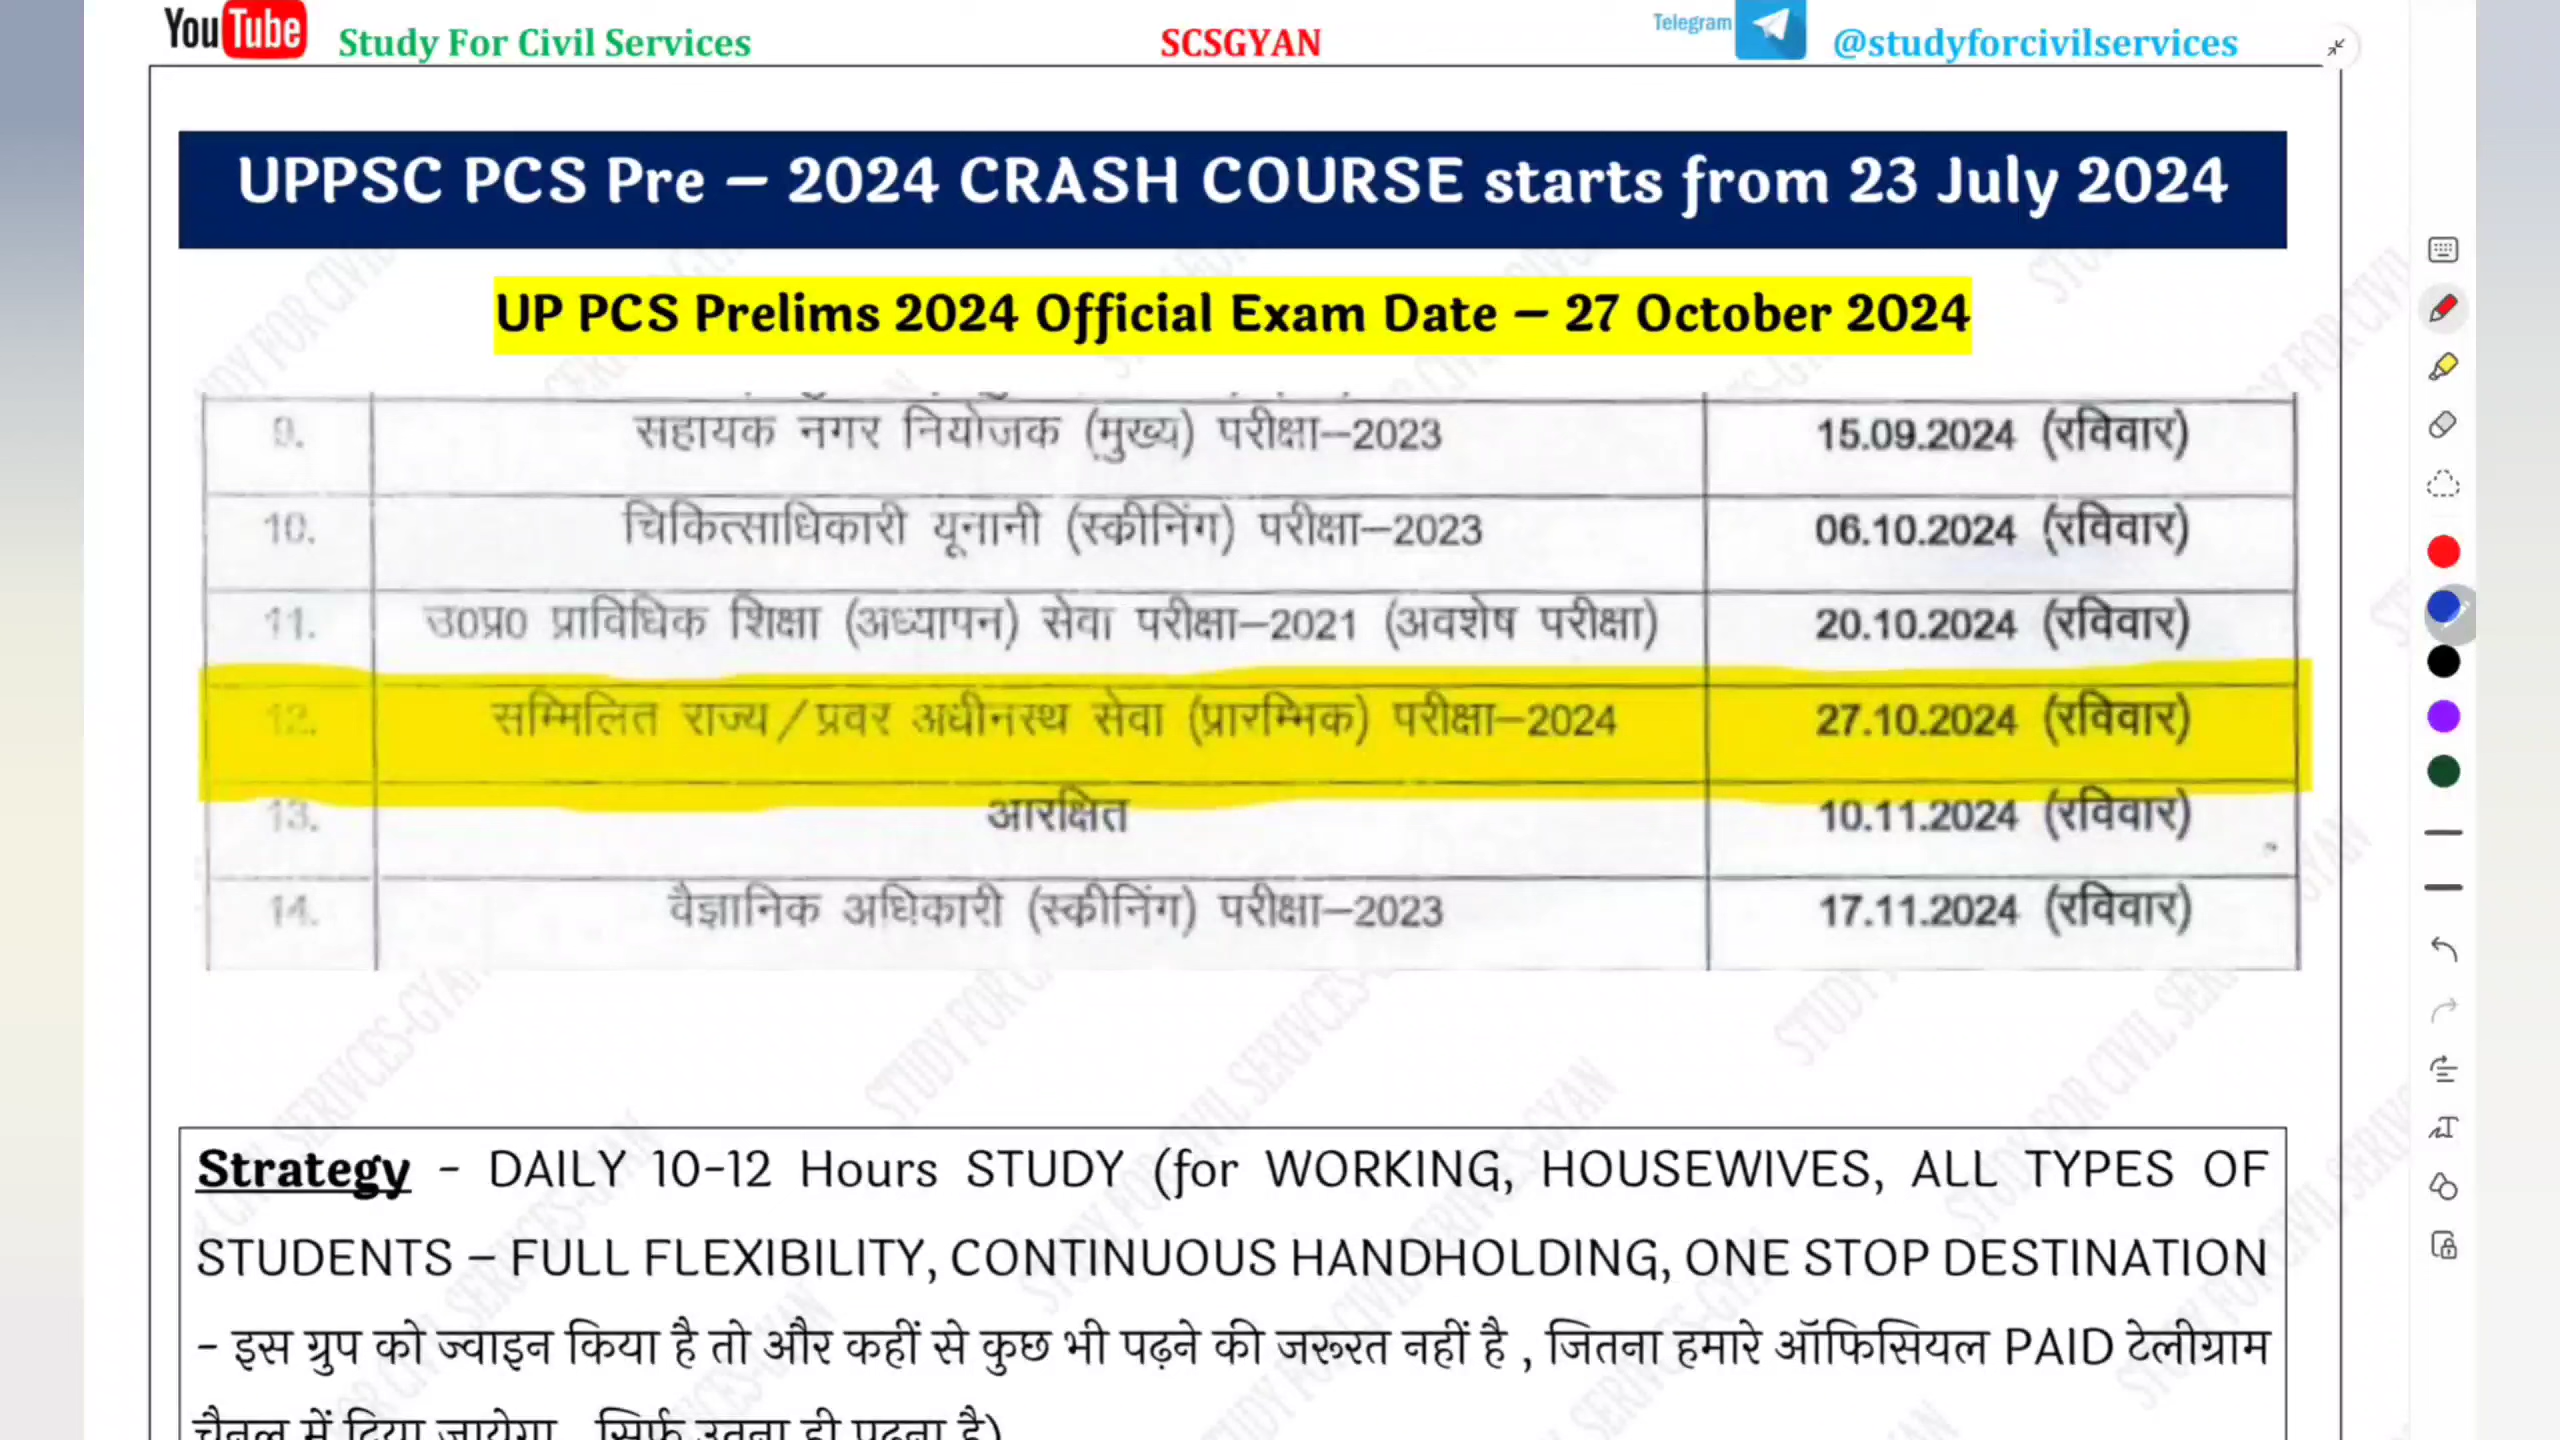 YouTube Study For Civil Services SCSGYAN Telegram @studyforcivilservices
UPPSC PCS Pre – 2024 CRASH COURSE starts from 23 July 2024
UP PCS Prelims 2024 Official Exam Date – 27 October 2024
9. सहायक नगर नियोजक (मुख्य) परीक्षा–2023 15.09.2024 (रविवार)
10. चिकित्साधिकारी यूनानी (स्कीनिंग) परीक्षा–2023 06.10.2024 (रविवार)
11. उ0प्र0 प्राविधिक शिक्षा (अध्यापन) सेवा परीक्षा–2021 (अवशेष परीक्षा) 20.10.2024 (रविवार)
12. सम्मिलित राज्य/प्रवर अधीनस्थ सेवा (प्रारम्भिक) परीक्षा–2024 27.10.2024 (रविवार)
13. आरक्षित 10.11.2024 (रविवार)
14. वैज्ञानिक अधिकारी (स्कीनिंग) परीक्षा–2023 17.11.2024 (रविवार)
Strategy - DAILY 10-12 Hours STUDY (for WORKING, HOUSEWIVES, ALL TYPES OF
STUDENTS – FULL FLEXIBILITY, CONTINUOUS HANDHOLDING, ONE STOP DESTINATION
- इस ग्रुप को ज्वाइन किया है तो और कहीं से कुछ भी पढ़ने की जरूरत नहीं है , जितना हमारे ऑफिसियल PAID टेलीग्राम
चैनल में दिया जायेगा सिर्फ उतना ही पढ़ना है)